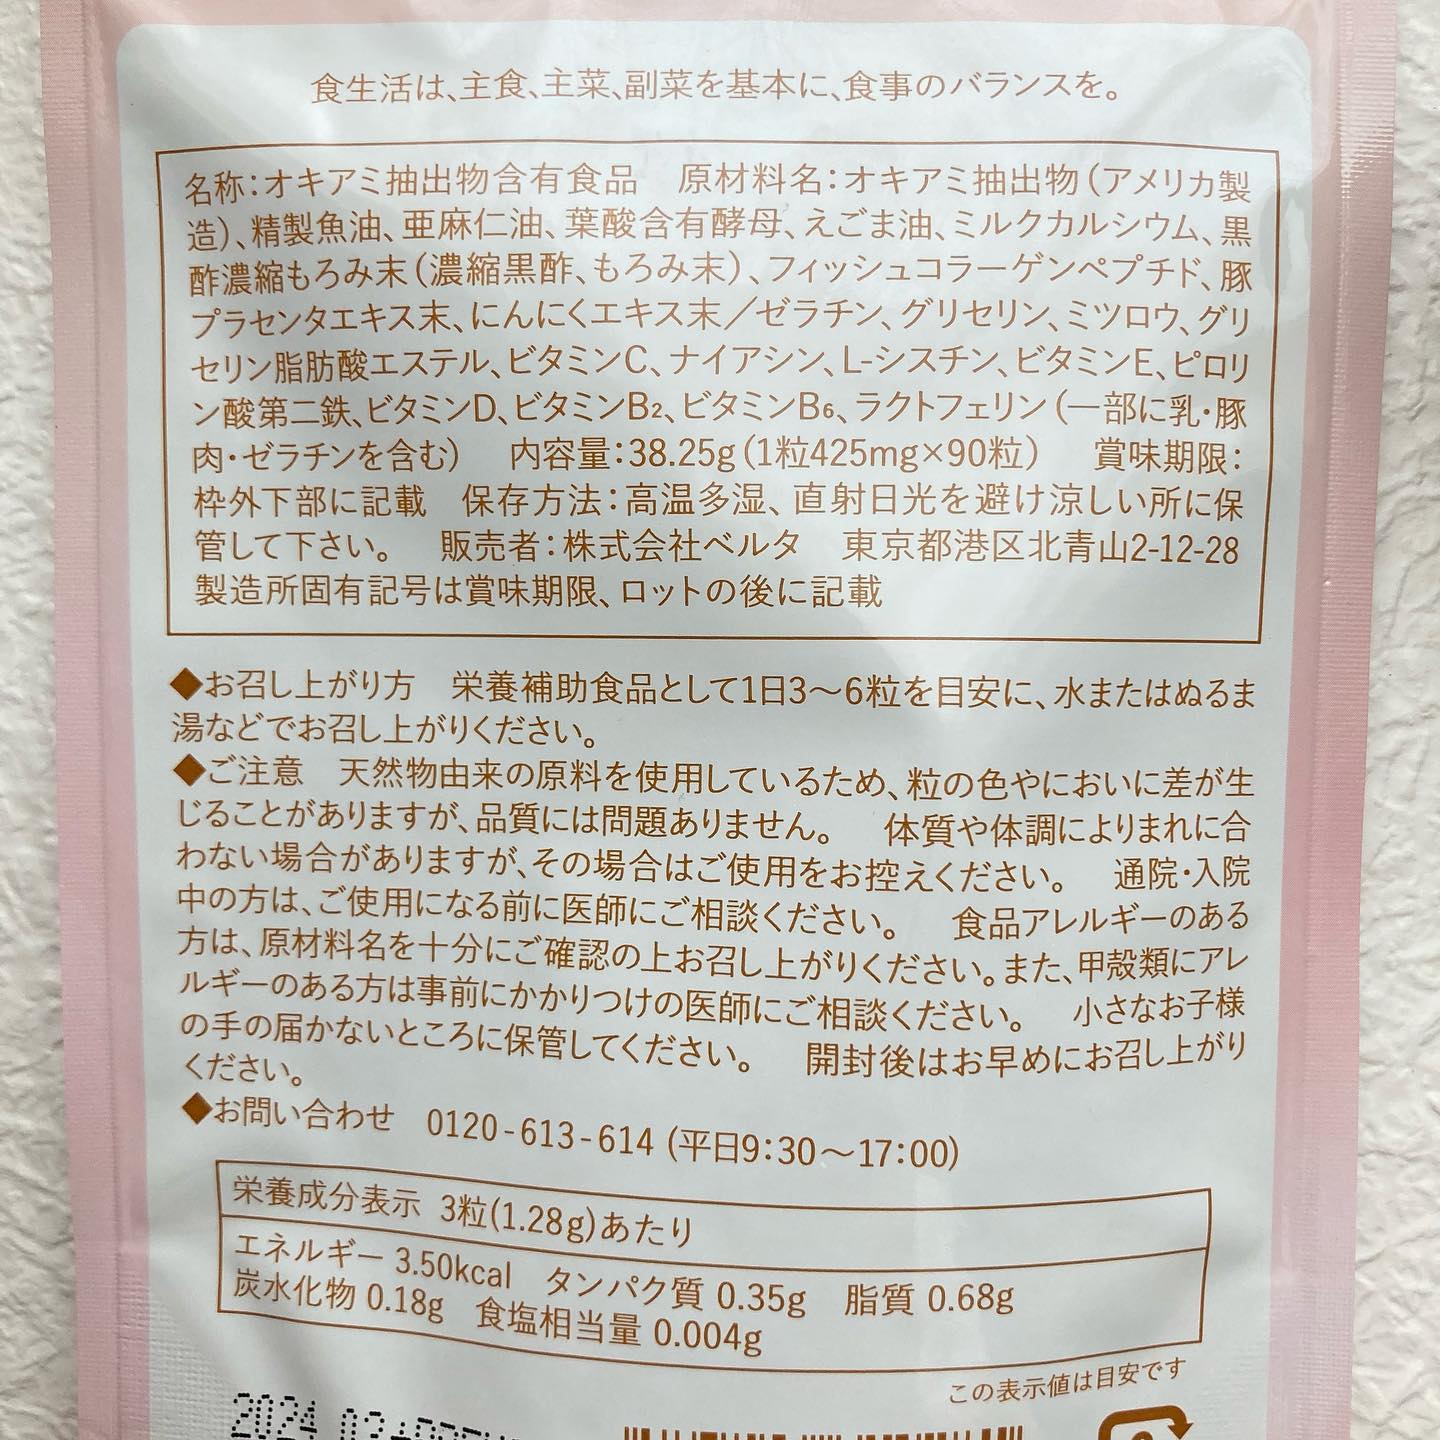 食生活は、主食、主菜、副菜を基本に、食事のバランスを。
名称：オキアミ抽出物含有食品　原材料名：オキアミ抽出物（アメリカ製
造）、精製魚油、亜麻仁油、葉酸含有酵母、えごま油、ミルクカルシウム、黒
酢濃縮もろみ末（濃縮黒酢、もろみ末）、フィッシュコラーゲンペプチド、豚
プラセンタエキス末、にんにくエキス末／ゼラチン、グリセリン、ミツロウ、グリ
セリン脂肪酸エステル、ビタミンC、ナイアシン、L-シスチン、ビタミンE、ピロリ
ン酸第二鉄、ビタミンD、ビタミンB₂、ビタミンB₆、ラクトフェリン（一部に乳・豚
肉・ゼラチンを含む）　内容量：38.25g（1粒425mg×90粒）　賞味期限：
枠外下部に記載　保存方法：高温多湿、直射日光を避け涼しい所に保
管して下さい。　販売者：株式会社ベルタ　東京都港区北青山2-12-28
製造所固有記号は賞味期限、ロットの後に記載
◆お召し上がり方　栄養補助食品として1日3〜6粒を目安に、水またはぬるま
湯などでお召し上がりください。
◆ご注意　天然物由来の原料を使用しているため、粒の色やにおいに差が生
じることがありますが、品質には問題ありません。　体質や体調によりまれに合
わない場合がありますが、その場合はご使用をお控えください。　通院・入院
中の方は、ご使用になる前に医師にご相談ください。　食品アレルギーのある
方は、原材料名を十分にご確認の上お召し上がりください。また、甲殻類にアレ
ルギーのある方は事前にかかりつけの医師にご相談ください。　小さなお子様
の手の届かないところに保管してください。　開封後はお早めにお召し上がり
ください。
◆お問い合わせ　0120-613-614（平日9：30〜17：00）
栄養成分表示　3粒(1.28g)あたり
エネルギー 3.50kcal　タンパク質 0.35g　脂質 0.68g
炭水化物 0.18g　食塩相当量 0.004g
この表示値は目安です
2024.03